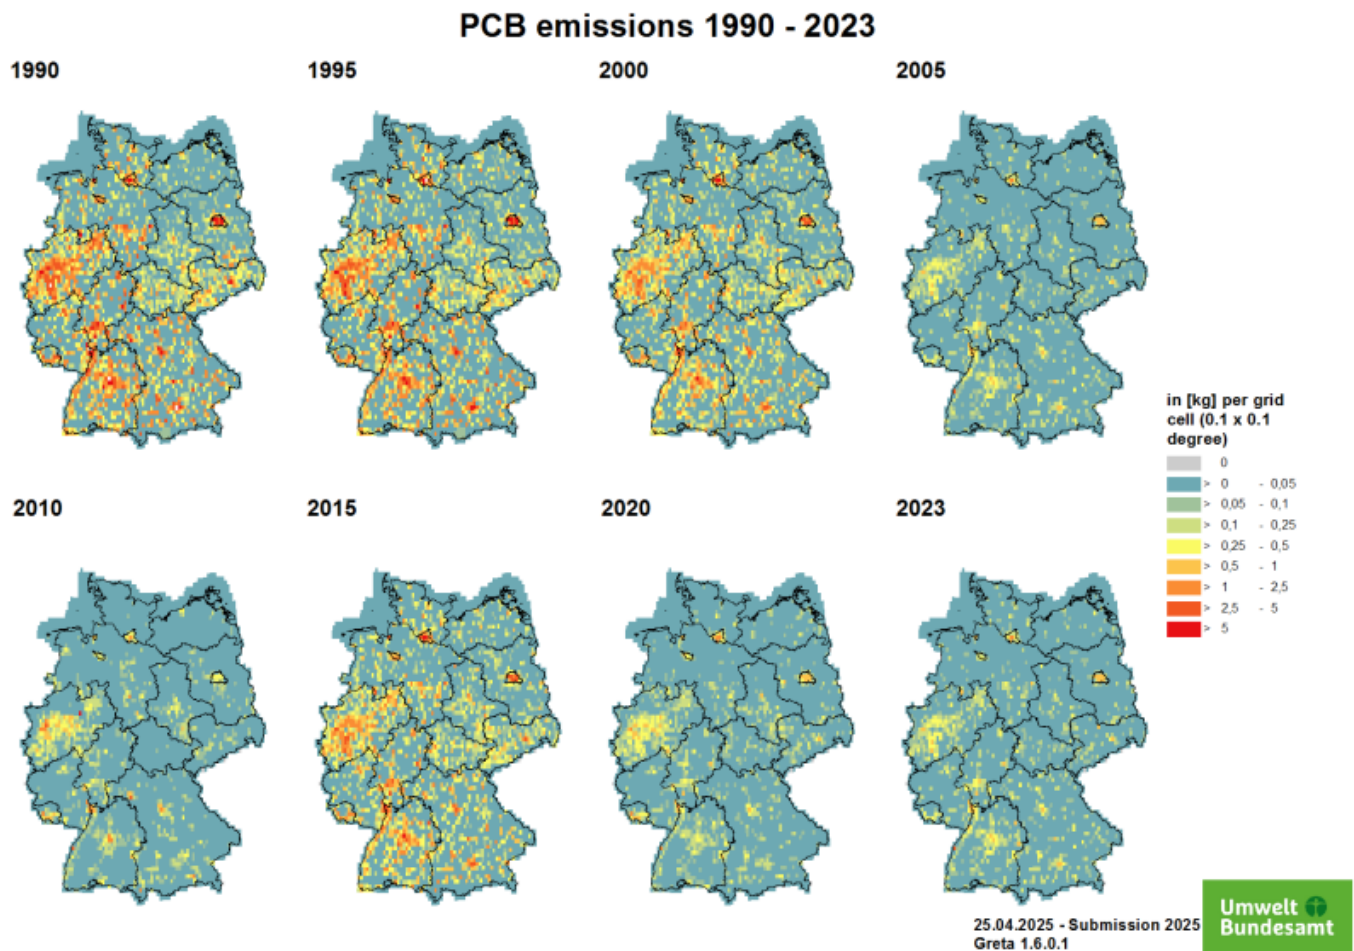 PCB emissions 1990 - 2023
1990
1995
2000
2005
2010
2015
2020
2023
in [kg] per grid
cell (0.1 x 0.1
degree)
0
> 0 - 0,05
> 0,05 - 0,1
> 0,1 - 0,25
> 0,25 - 0,5
> 0,5 - 1
> 1 - 2,5
> 2,5 - 5
> 5
25.04.2025 - Submission 2025
Greta 1.6.0.1
Umwelt
Bundesamt